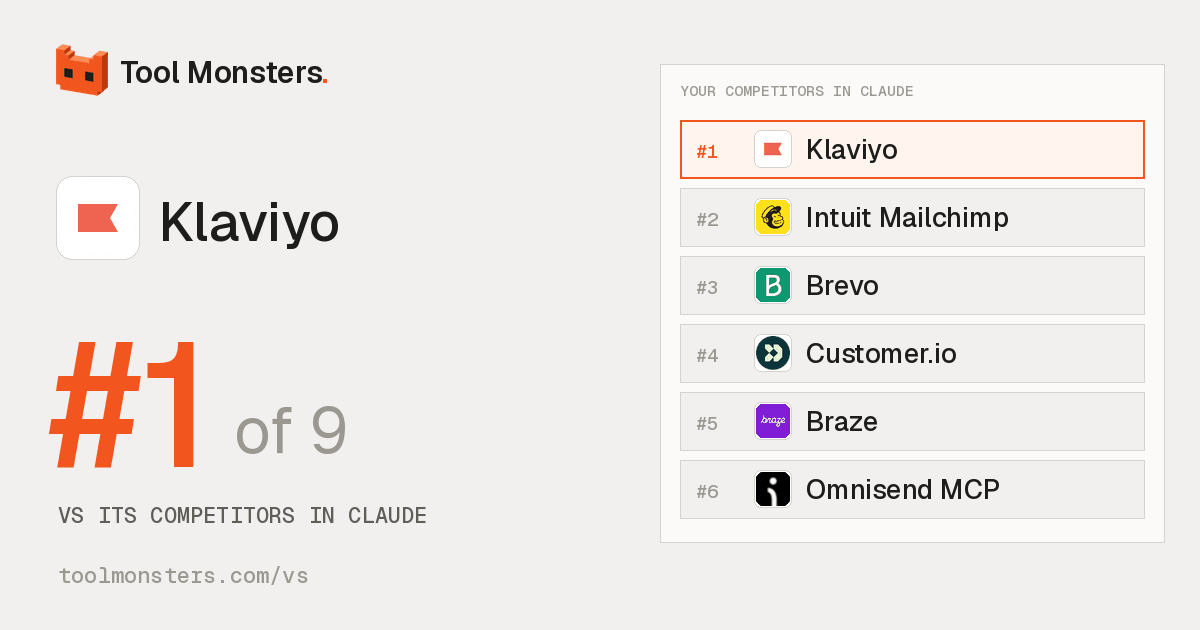 Tool Monsters.
Klaviyo
#1 of 9
VS ITS COMPETITORS IN CLAUDE
toolmonsters.com/vs
YOUR COMPETITORS IN CLAUDE
#1 Klaviyo
#2 Intuit Mailchimp
#3 B Brevo
#4 Customer.io
#5 braze Braze
#6 Omnisend MCP